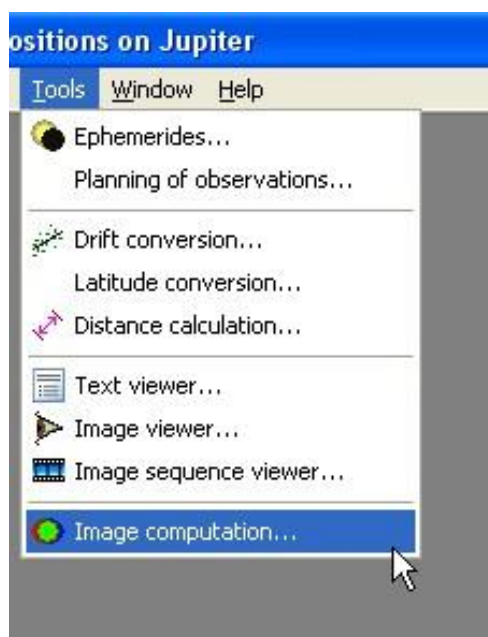 ositions on Jupiter
Tools Window Help
Ephemerides...
Planning of observations...
Drift conversion...
Latitude conversion...
Distance calculation...
Text viewer...
Image viewer...
Image sequence viewer...
Image computation...